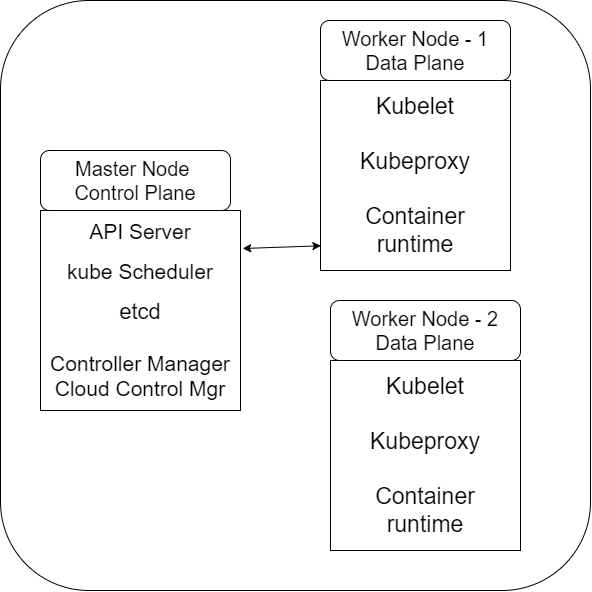 Worker Node - 1
Data Plane
Kubelet
Kubeproxy
Container
runtime
Master Node
Control Plane
API Server
kube Scheduler
etcd
Controller Manager
Cloud Control Mgr
Worker Node - 2
Data Plane
Kubelet
Kubeproxy
Container
runtime